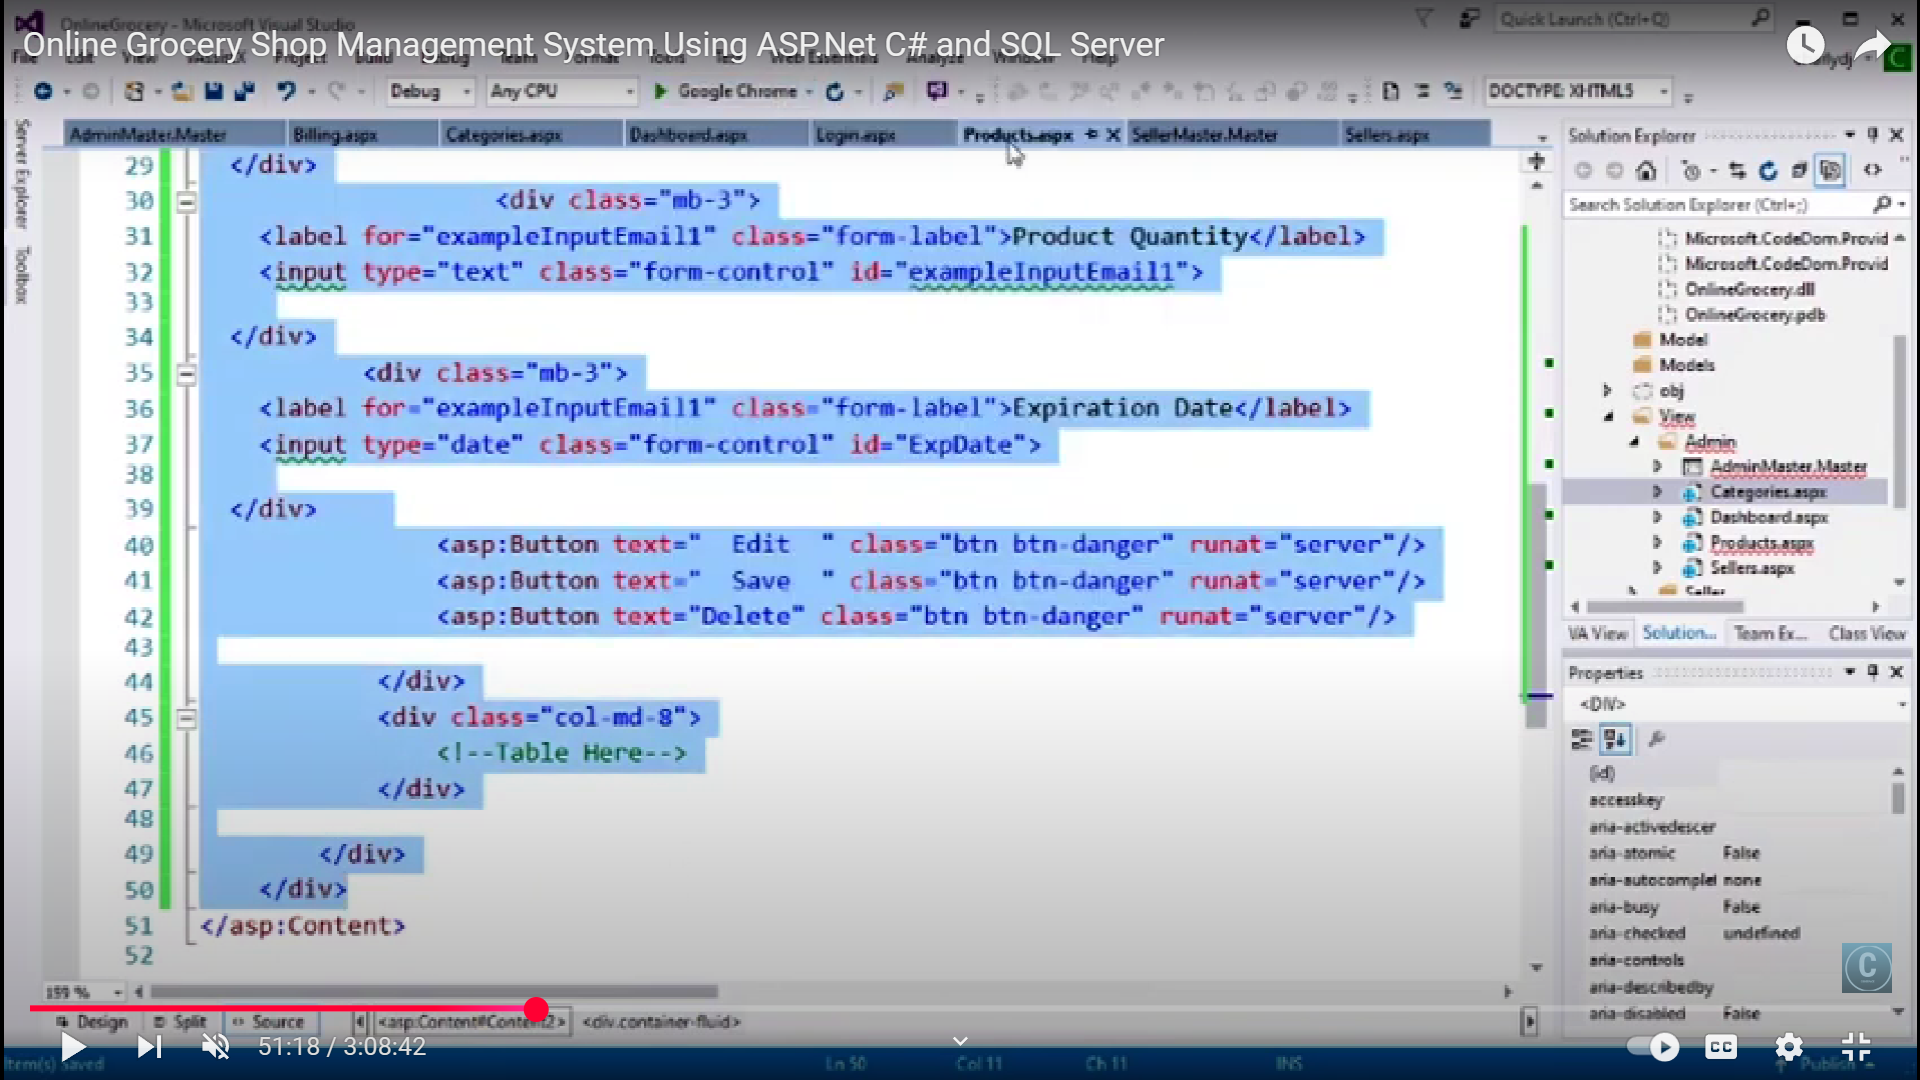 OnlineGrocery - Microsoft Visual Studio
Quick Launch (Ctrl+Q)
Online Grocery Shop Management System Using ASP.Net C# and SQL Server
Debug
Any CPU
Google Chrome
DOCTYPE: XHTML5
AdminMaster.Master
Billing.aspx
Categories.aspx
Dashboard.aspx
Login.aspx
Products.aspx
SellerMaster.Master
Sellers.aspx
Server Explorer
Toolbox
29 </div>
30 <div class="mb-3">
31 <label for="exampleInputEmail1" class="form-label">Product Quantity</label>
32 <input type="text" class="form-control" id="exampleInputEmail1">
33
34 </div>
35 <div class="mb-3">
36 <label for="exampleInputEmail1" class="form-label">Expiration Date</label>
37 <input type="date" class="form-control" id="ExpDate">
38
39 </div>
40 <asp:Button text="  Edit  " class="btn btn-danger" runat="server"/>
41 <asp:Button text="  Save  " class="btn btn-danger" runat="server"/>
42 <asp:Button text="Delete" class="btn btn-danger" runat="server"/>
43
44 </div>
45 <div class="col-md-8">
46 <!--Table Here-->
47 </div>
48
49 </div>
50 </div>
51 </asp:Content>
52
159 %
Design
Split
Source
<asp:Content#Content2>
<div.container-fluid>
51:18 / 3:08:42
CC
Item(s) Saved
Ln 50
Col 11
Ch 11
INS
Publish
Solution Explorer
Search Solution Explorer (Ctrl+;)
Microsoft.CodeDom.Provid
Microsoft.CodeDom.Provid
OnlineGrocery.dll
OnlineGrocery.pdb
Model
Models
obj
View
Admin
AdminMaster.Master
Categories.aspx
Dashboard.aspx
Products.aspx
Sellers.aspx
Seller
VA View
Solution...
Team Ex...
Class View
Properties
<DIV>
(id)
accesskey
aria-activedescer
aria-atomic False
aria-autocomplet none
aria-busy False
aria-checked undefined
aria-controls
aria-describedby
aria-disabled False
C